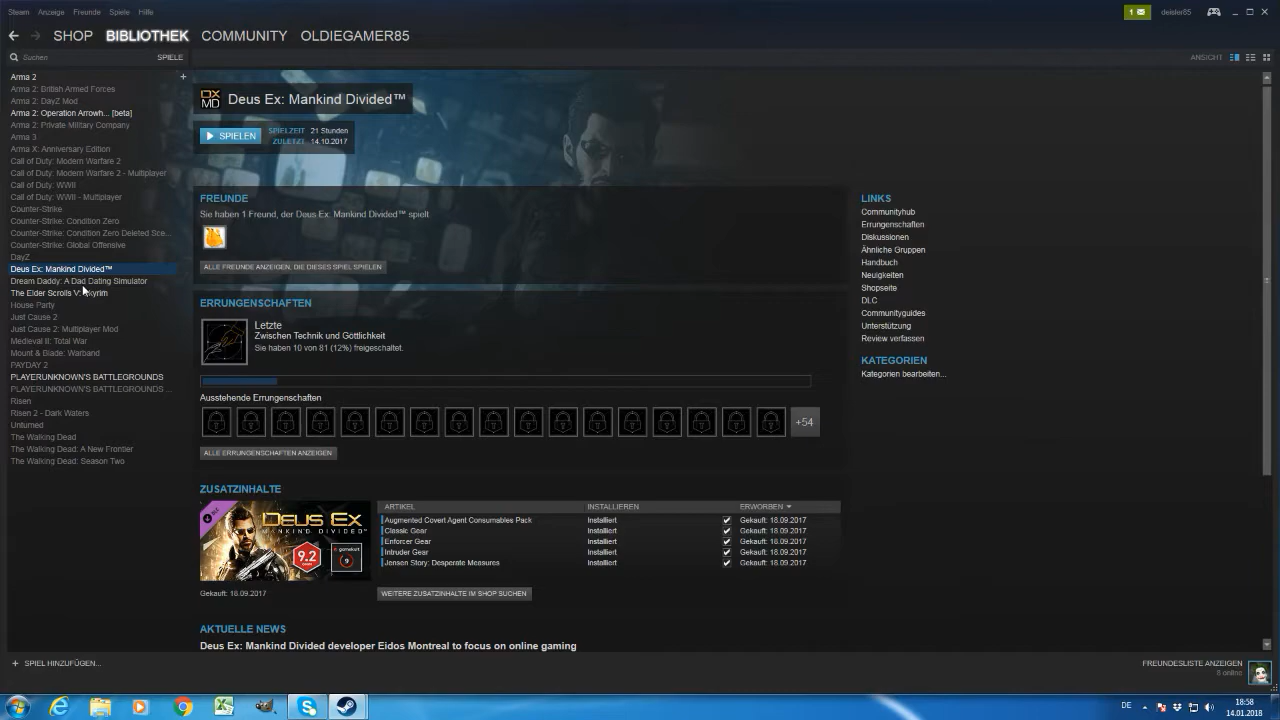 Steam Anzeige Freunde Spiele Hilfe
1
deisler85
SHOP BIBLIOTHEK COMMUNITY OLDIEGAMER85
Suchen SPIELE
ANSICHT
Arma 2
Arma 2: British Armed Forces
Arma 2: DayZ Mod
Arma 2: Operation Arrowh... [beta]
Arma 2: Private Military Company
Arma 3
Arma X: Anniversary Edition
Call of Duty: Modern Warfare 2
Call of Duty: Modern Warfare 2 - Multiplayer
Call of Duty: WWII
Call of Duty: WWII - Multiplayer
Counter-Strike
Counter-Strike: Condition Zero
Counter-Strike: Condition Zero Deleted Sce...
Counter-Strike: Global Offensive
DayZ
Deus Ex: Mankind Divided™
Dream Daddy: A Dad Dating Simulator
The Elder Scrolls V: Skyrim
House Party
Just Cause 2
Just Cause 2: Multiplayer Mod
Medieval II: Total War
Mount & Blade: Warband
PAYDAY 2
PLAYERUNKNOWN'S BATTLEGROUNDS
PLAYERUNKNOWN'S BATTLEGROUNDS ...
Risen
Risen 2 - Dark Waters
Unturned
The Walking Dead
The Walking Dead: A New Frontier
The Walking Dead: Season Two
SPIEL HINZUFÜGEN...
DX
MD
Deus Ex: Mankind Divided™
SPIELEN
SPIELZEIT 21 Stunden
ZULETZT 14.10.2017
FREUNDE
Sie haben 1 Freund, der Deus Ex: Mankind Divided™ spielt
ALLE FREUNDE ANZEIGEN, DIE DIESES SPIEL SPIELEN
ERRUNGENSCHAFTEN
Letzte
Zwischen Technik und Göttlichkeit
Sie haben 10 von 81 (12%) freigeschaltet.
Ausstehende Errungenschaften
+54
ALLE ERRUNGENSCHAFTEN ANZEIGEN
ZUSATZINHALTE
DEUS EX
MANKIND DIVIDED
9.2
9
Gekauft: 18.09.2017
ARTIKEL INSTALLIEREN ERWORBEN
Augmented Covert Agent Consumables Pack Installiert Gekauft: 18.09.2017
Classic Gear Installiert Gekauft: 18.09.2017
Enforcer Gear Installiert Gekauft: 18.09.2017
Intruder Gear Installiert Gekauft: 18.09.2017
Jensen Story: Desperate Measures Installiert Gekauft: 18.09.2017
WEITERE ZUSATZINHALTE IM SHOP SUCHEN
AKTUELLE NEWS
Deus Ex: Mankind Divided developer Eidos Montreal to focus on online gaming
LINKS
Communityhub
Errungenschaften
Diskussionen
Ähnliche Gruppen
Handbuch
Neuigkeiten
Shopseite
DLC
Communityguides
Unterstützung
Review verfassen
KATEGORIEN
Kategorien bearbeiten...
FREUNDESLISTE ANZEIGEN
8 online
DE
18:58
14.01.2018